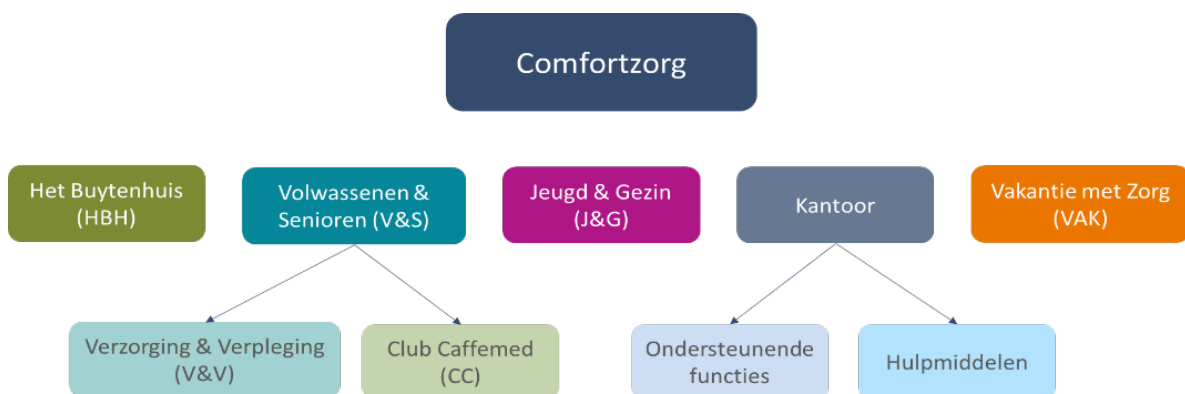 Comfortzorg
Het Buytenhuis
(HBH)
Volwassenen &
Senioren (V&S)
Jeugd & Gezin
(J&G)
Kantoor
Vakantie met Zorg
(VAK)
Verzorging & Verpleging
(V&V)
Club Caffemed
(CC)
Ondersteunende
functies
Hulpmiddelen